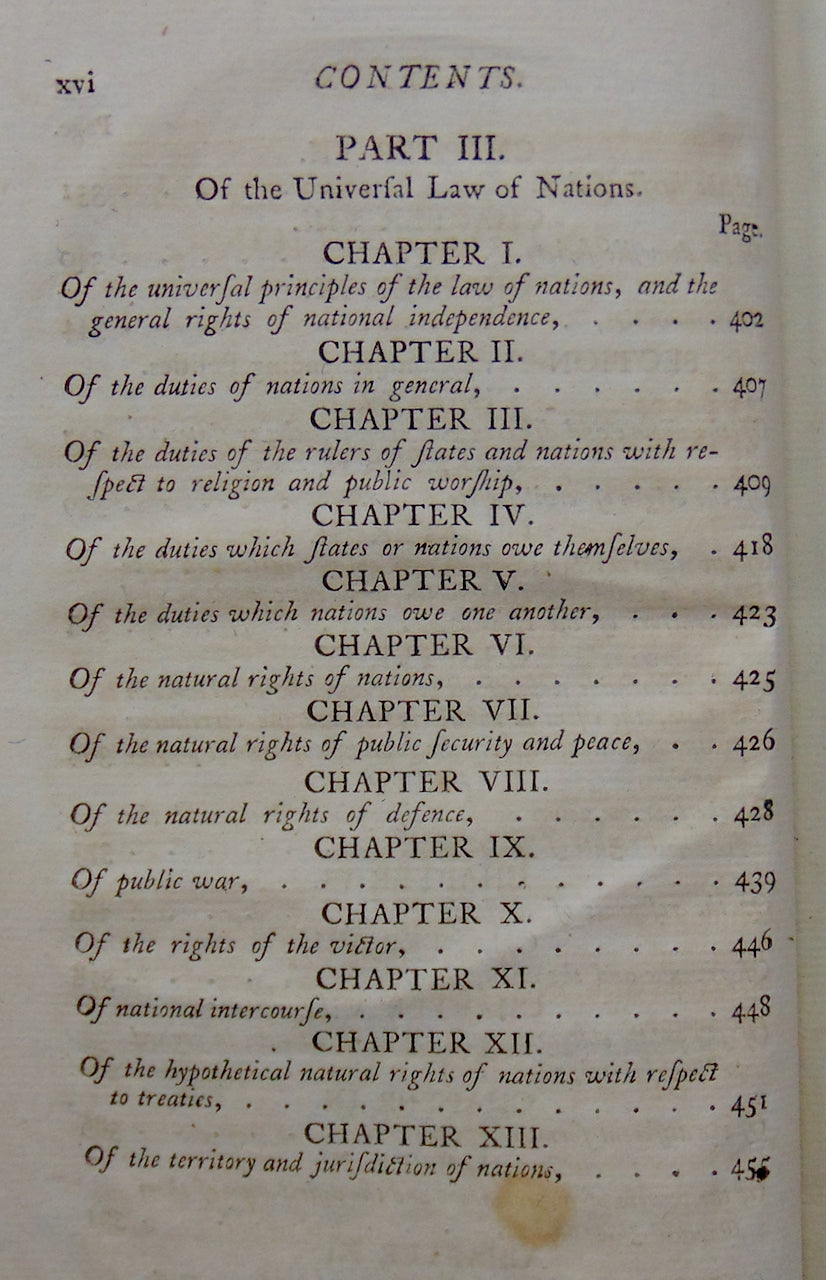 xvi CONTENTS.
PART III.
Of the Univerſal Law of Nations.
Page.
CHAPTER I.
Of the univerſal principles of the law of nations, and the
general rights of national independence, . . . . 402
CHAPTER II.
Of the duties of nations in general, . . . . . . 407
CHAPTER III.
Of the duties of the rulers of ſtates and nations with re-
ſpect to religion and public worſhip, . . . . . 409
CHAPTER IV.
Of the duties which ſtates or nations owe themſelves, . 418
CHAPTER V.
Of the duties which nations owe one another, . . . 423
CHAPTER VI.
Of the natural rights of nations, . . . . . . . 425
CHAPTER VII.
Of the natural rights of public ſecurity and peace, . . 426
CHAPTER VIII.
Of the natural rights of defence, . . . . . . 428
CHAPTER IX.
Of public war, . . . . . . . . . . . . 439
CHAPTER X.
Of the rights of the victor, . . . . . . . . 446
CHAPTER XI.
Of national intercourſe, . . . . . . . . . . 448
CHAPTER XII.
Of the hypothetical natural rights of nations with reſpect
to treaties, . . . . . . . . . . . . . 451
CHAPTER XIII.
Of the territory and juriſdiction of nations, . . . .